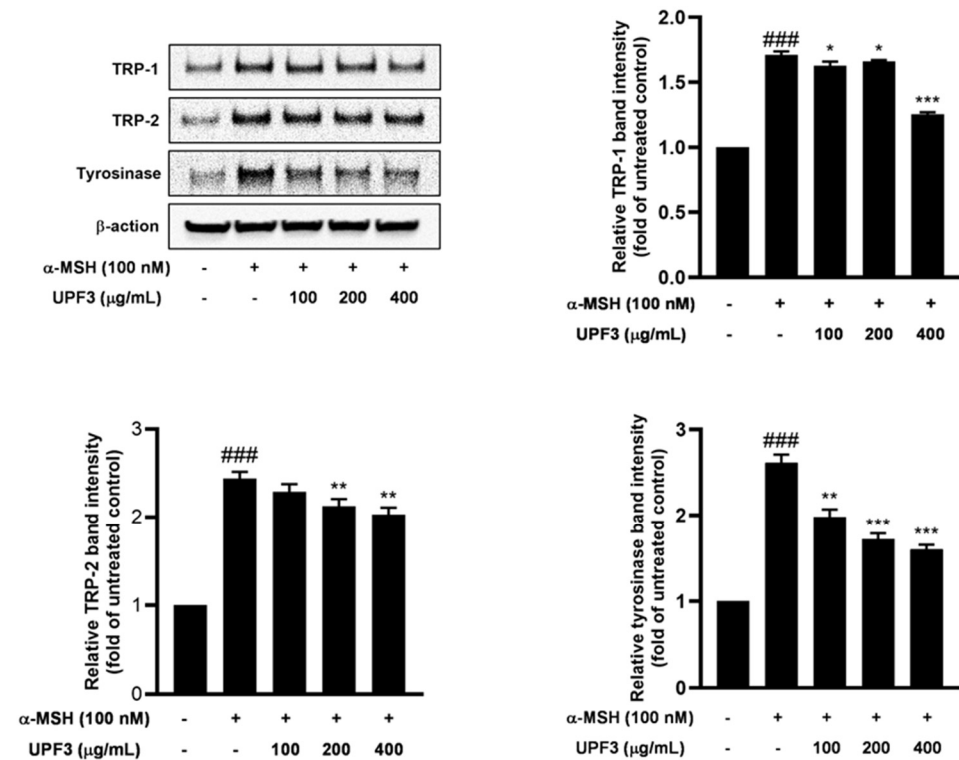 TRP-1
TRP-2
Tyrosinase
β-action
α-MSH (100 nM) - + + + +
UPF3 (μg/mL) - - 100 200 400
Relative TRP-1 band intensity
(fold of untreated control)
2.0
1.5
1.0
0.5
0.0
###
*
*
***
α-MSH (100 nM) - + + + +
UPF3 (μg/mL) - - 100 200 400
Relative TRP-2 band intensity
(fold of untreated control)
3
2
1
0
###
**
**
α-MSH (100 nM) - + + + +
UPF3 (μg/mL) - - 100 200 400
Relative tyrosinase band intensity
(fold of untreated control)
3
2
1
0
###
**
***
***
α-MSH (100 nM) - + + + +
UPF3 (μg/mL) - - 100 200 400